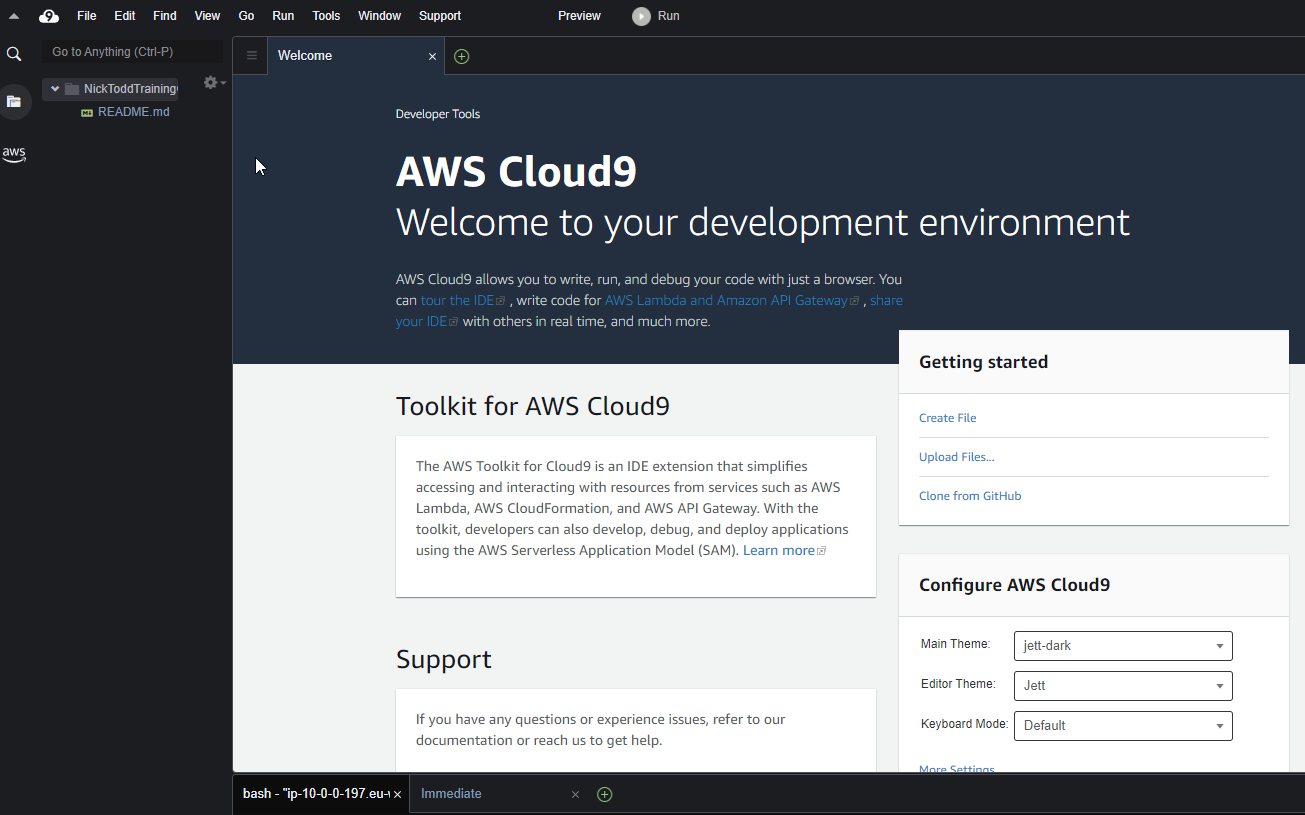 File Edit Find View Go Run Tools Window Support Preview Run
Go to Anything (Ctrl-P)
NickToddTraining
README.md
aws
Welcome
Developer Tools
AWS Cloud9
Welcome to your development environment
AWS Cloud9 allows you to write, run, and debug your code with just a browser. You
can tour the IDE , write code for AWS Lambda and Amazon API Gateway , share
your IDE with others in real time, and much more.
Toolkit for AWS Cloud9
The AWS Toolkit for Cloud9 is an IDE extension that simplifies
accessing and interacting with resources from services such as AWS
Lambda, AWS CloudFormation, and AWS API Gateway. With the
toolkit, developers can also develop, debug, and deploy applications
using the AWS Serverless Application Model (SAM). Learn more
Support
If you have any questions or experience issues, refer to our
documentation or reach us to get help.
Getting started
Create File
Upload Files...
Clone from GitHub
Configure AWS Cloud9
Main Theme: jett-dark
Editor Theme: Jett
Keyboard Mode: Default
More Settings
bash - "ip-10-0-0-197.eu- Immediate